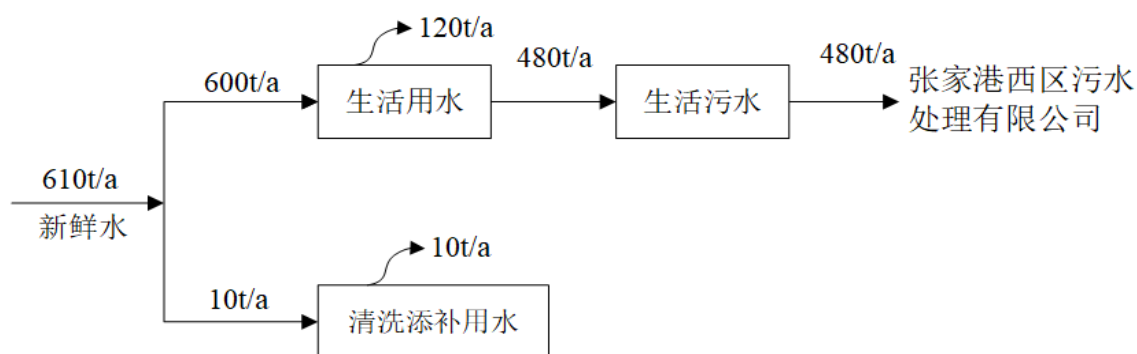 120t/a
600t/a
生活用水
480t/a
生活污水
480t/a
张家港西区污水
处理有限公司
610t/a
新鲜水
10t/a
10t/a
清洗添补用水